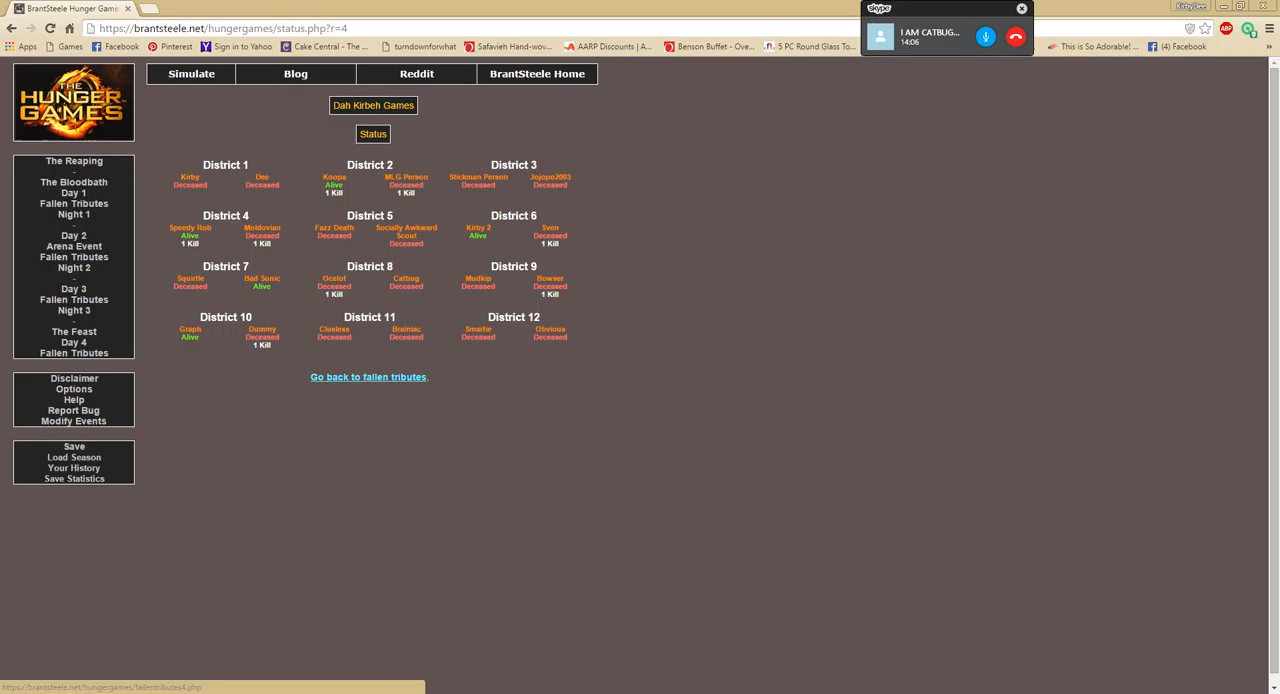 BrantSteele Hunger Game
KirbyDee
https://brantsteele.net/hungergames/status.php?r=4
skype
I AM CATBUG...
14:06
Apps Games Facebook Pinterest Sign in to Yahoo Cake Central - The ... turndownforwhat Safavieh Hand-wov... AARP Discounts | A... Benson Buffet - Ove... 5 PC Round Glass To... This is So Adorable! ... (4) Facebook »
THE HUNGER GAMES
Simulate Blog Reddit BrantSteele Home
Dah Kirbeh Games
Status
The Reaping
-
The Bloodbath
Day 1
Fallen Tributes
Night 1
-
Day 2
Arena Event
Fallen Tributes
Night 2
-
Day 3
Fallen Tributes
Night 3
-
The Feast
Day 4
Fallen Tributes
Disclaimer
Options
Help
Report Bug
Modify Events
Save
Load Season
Your History
Save Statistics
District 1 District 2 District 3
Kirby Dee Koopa MLG Person Stickman Person Jojopo2003
Deceased Deceased Alive Deceased Deceased Deceased
1 Kill 1 Kill
District 4 District 5 District 6
Speedy Rob Moldovian Fazz Death Socially Awkward Kirby 2 Sven
Alive Deceased Deceased Scout Alive Deceased
1 Kill 1 Kill Deceased 1 Kill
District 7 District 8 District 9
Squirtle Bad Sonic Ocelot Catbug Mudkip Bowser
Deceased Alive Deceased Deceased Deceased Deceased
1 Kill 1 Kill
District 10 District 11 District 12
Graph Dummy Clueless Brainiac Smartie Obvious
Alive Deceased Deceased Deceased Deceased Deceased
1 Kill
Go back to fallen tributes.
https://brantsteele.net/hungergames/fallentributes4.php